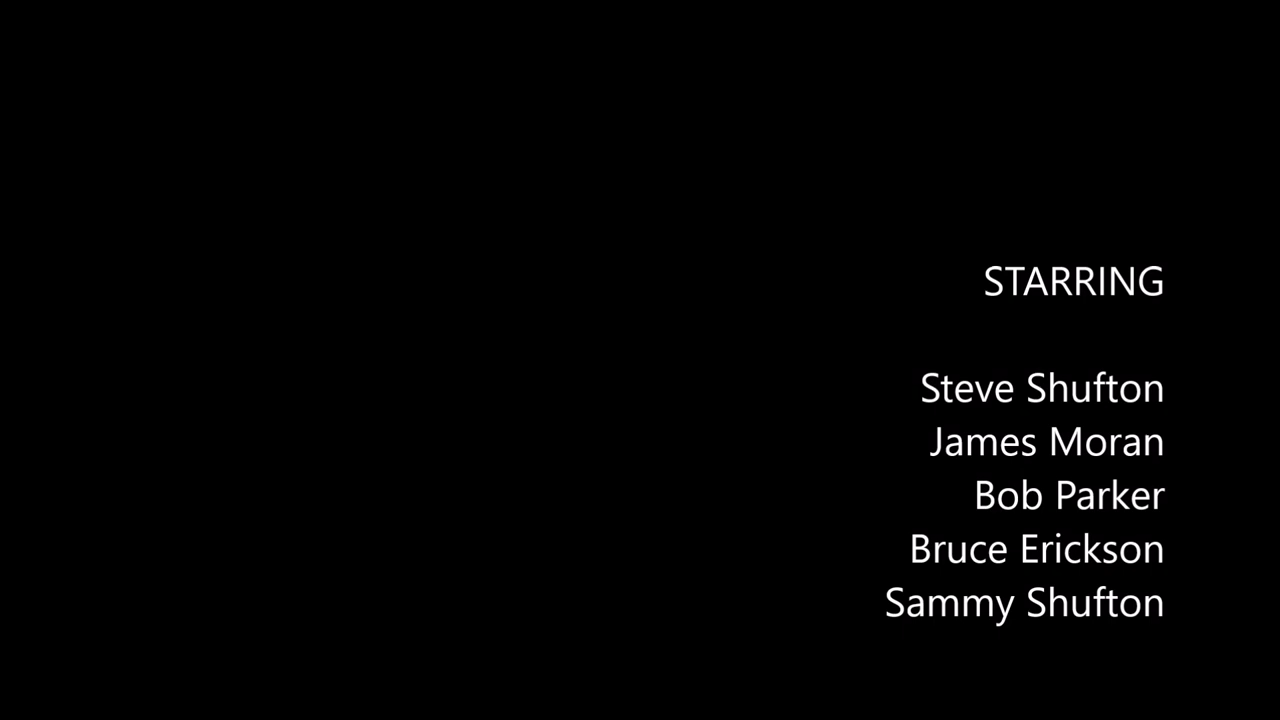 STARRING
Steve Shufton
James Moran
Bob Parker
Bruce Erickson
Sammy Shufton